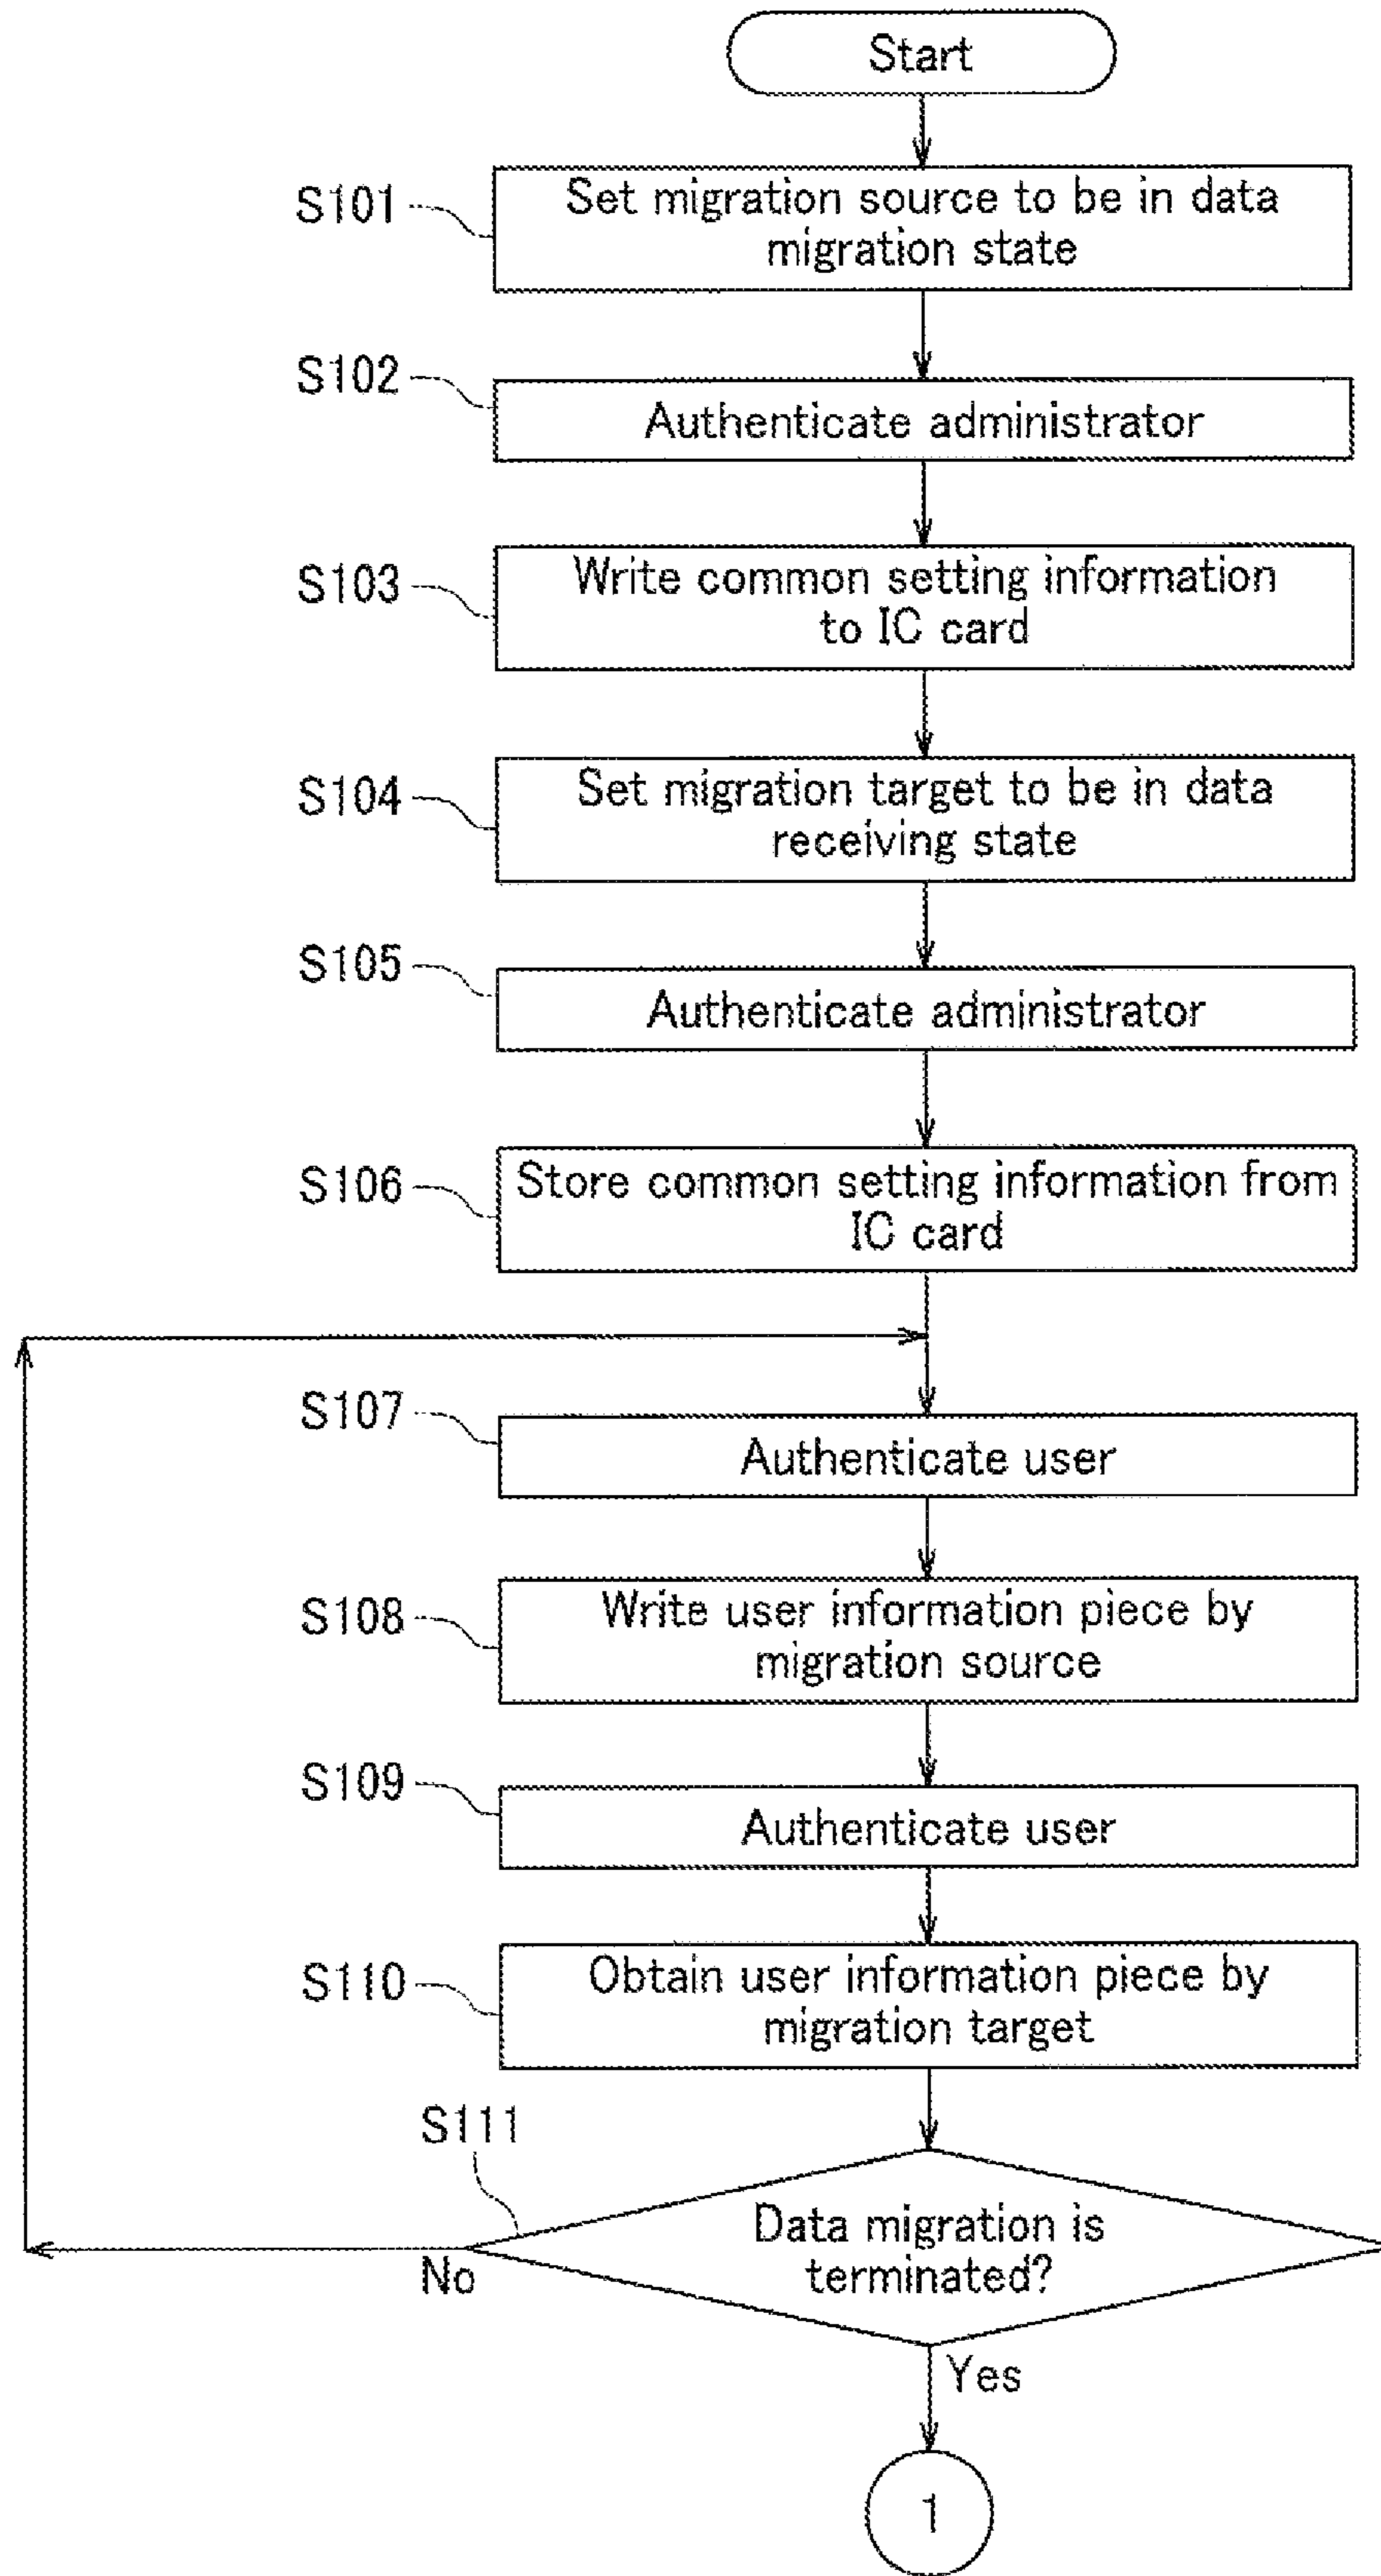 Start
S101
Set migration source to be in data
migration state
S102
Authenticate administrator
S103
Write common setting information
to IC card
S104
Set migration target to be in data
receiving state
S105
Authenticate administrator
S106
Store common setting information from
IC card
S107
Authenticate user
S108
Write user information piece by
migration source
S109
Authenticate user
S110
Obtain user information piece by
migration target
S111
Data migration is
terminated?
No
Yes
1